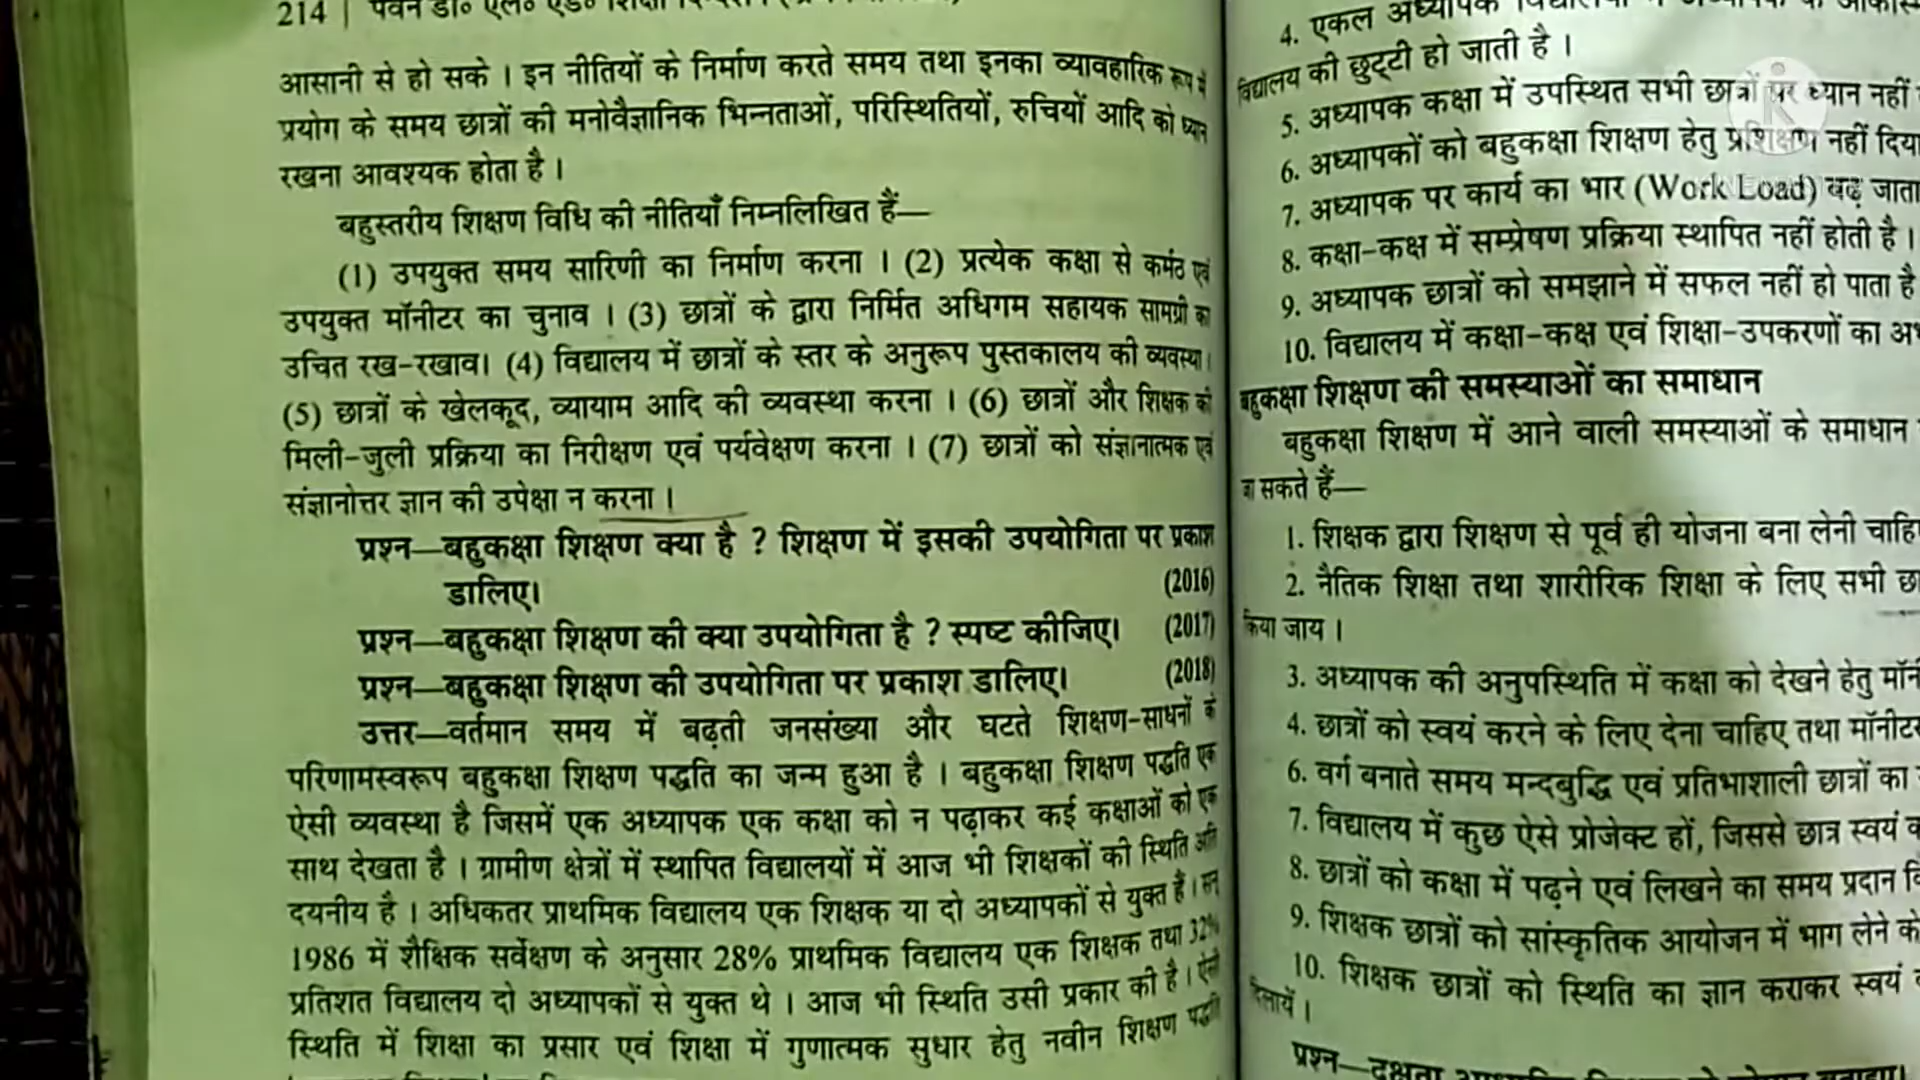 214 | पवन डी० एल० एड०
आसानी से हो सके । इन नीतियों के निर्माण करते समय तथा इनका व्यावहारिक रूप में
प्रयोग के समय छात्रों की मनोवैज्ञानिक भिन्नताओं, परिस्थितियों, रुचियों आदि को ध्यान
रखना आवश्यक होता है ।
बहुस्तरीय शिक्षण विधि की नीतियाँ निम्नलिखित हैं—
(1) उपयुक्त समय सारिणी का निर्माण करना । (2) प्रत्येक कक्षा से कर्मठ एवं
उपयुक्त मॉनीटर का चुनाव । (3) छात्रों के द्वारा निर्मित अधिगम सहायक सामग्री का
उचित रख-रखाव। (4) विद्यालय में छात्रों के स्तर के अनुरूप पुस्तकालय की व्यवस्था।
(5) छात्रों के खेलकूद, व्यायाम आदि की व्यवस्था करना । (6) छात्रों और शिक्षक की
मिली-जुली प्रक्रिया का निरीक्षण एवं पर्यवेक्षण करना । (7) छात्रों को संज्ञानात्मक एवं
संज्ञानोत्तर ज्ञान की उपेक्षा न करना ।
प्रश्न—बहुकक्षा शिक्षण क्या है ? शिक्षण में इसकी उपयोगिता पर प्रकाश
डालिए। (2016)
प्रश्न—बहुकक्षा शिक्षण की क्या उपयोगिता है ? स्पष्ट कीजिए। (2017)
प्रश्न—बहुकक्षा शिक्षण की उपयोगिता पर प्रकाश डालिए। (2018)
उत्तर—वर्तमान समय में बढ़ती जनसंख्या और घटते शिक्षण-साधनों के
परिणामस्वरूप बहुकक्षा शिक्षण पद्धति का जन्म हुआ है । बहुकक्षा शिक्षण पद्धति एक
ऐसी व्यवस्था है जिसमें एक अध्यापक एक कक्षा को न पढ़ाकर कई कक्षाओं को एक
साथ देखता है । ग्रामीण क्षेत्रों में स्थापित विद्यालयों में आज भी शिक्षकों की स्थिति अति
दयनीय है । अधिकतर प्राथमिक विद्यालय एक शिक्षक या दो अध्यापकों से युक्त हैं । सन्
1986 में शैक्षिक सर्वेक्षण के अनुसार 28% प्राथमिक विद्यालय एक शिक्षक तथा 32%
प्रतिशत विद्यालय दो अध्यापकों से युक्त थे । आज भी स्थिति उसी प्रकार की है । ऐसी
स्थिति में शिक्षा का प्रसार एवं शिक्षा में गुणात्मक सुधार हेतु नवीन शिक्षण पद्धति
4. एकल अध्यापक
विद्यालय की छुट्टी हो जाती है ।
5. अध्यापक कक्षा में उपस्थित सभी छात्रों पर ध्यान नहीं
6. अध्यापकों को बहुकक्षा शिक्षण हेतु प्रशिक्षण नहीं दिया
7. अध्यापक पर कार्य का भार (Work Load) बढ़ जाता
8. कक्षा-कक्ष में सम्प्रेषण प्रक्रिया स्थापित नहीं होती है ।
9. अध्यापक छात्रों को समझाने में सफल नहीं हो पाता है
10. विद्यालय में कक्षा-कक्ष एवं शिक्षा-उपकरणों का
बहुकक्षा शिक्षण की समस्याओं का समाधान
बहुकक्षा शिक्षण में आने वाली समस्याओं के समाधान
जा सकते हैं—
1. शिक्षक द्वारा शिक्षण से पूर्व ही योजना बना लेनी
2. नैतिक शिक्षा तथा शारीरिक शिक्षा के लिए सभी
किया जाय ।
3. अध्यापक की अनुपस्थिति में कक्षा को देखने हेतु
4. छात्रों को स्वयं करने के लिए देना चाहिए तथा मॉनीटर
6. वर्ग बनाते समय मन्दबुद्धि एवं प्रतिभाशाली छात्रों का
7. विद्यालय में कुछ ऐसे प्रोजेक्ट हों, जिससे छात्र स्वयं
8. छात्रों को कक्षा में पढ़ने एवं लिखने का समय प्रदान
9. शिक्षक छात्रों को सांस्कृतिक आयोजन में भाग लेने
10. शिक्षक छात्रों को स्थिति का ज्ञान कराकर स्वयं
दिलायें ।
प्रश्न—दक्षता